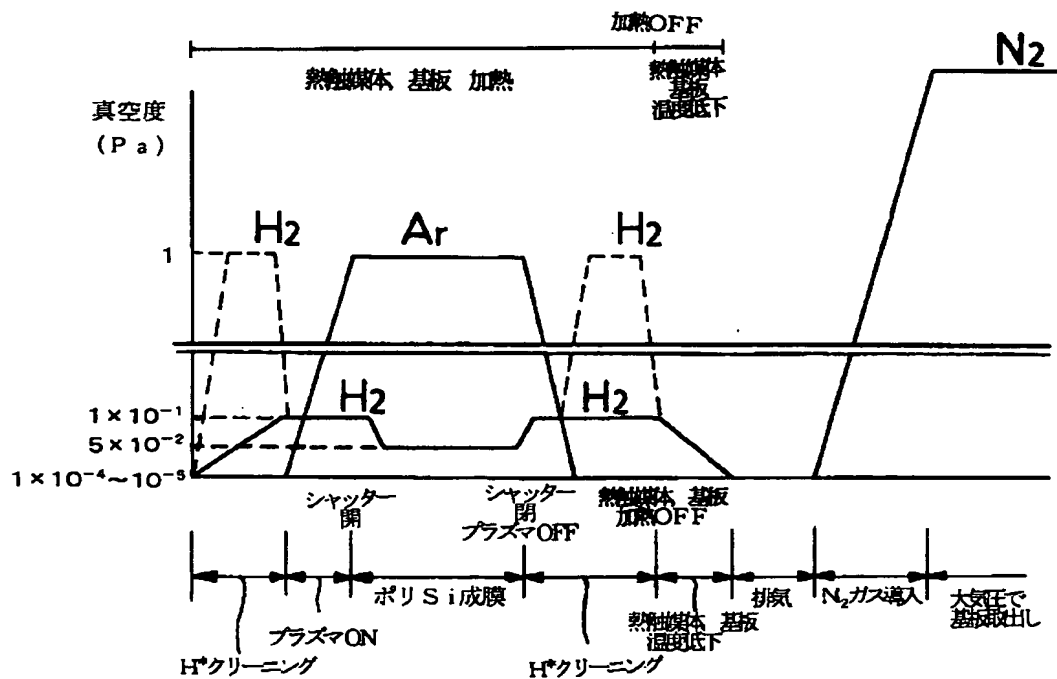 加熱OFF
熱触媒体、基板 加熱
熱触媒体
基板
温度低下
N2
真空度
(Pa)
H2
Ar
H2
1
H2
H2
1×10⁻¹
5×10⁻²
1×10⁻⁴～10⁻⁵
シャッター
開
シャッター
閉
プラズマOFF
熱触媒体、基板
加熱OFF
ポリSi成膜
排気
N₂ガス導入
大気圧で
基板取出し
プラズマON
熱触媒体、基板
温度低下
H*クリーニング
H*クリーニング